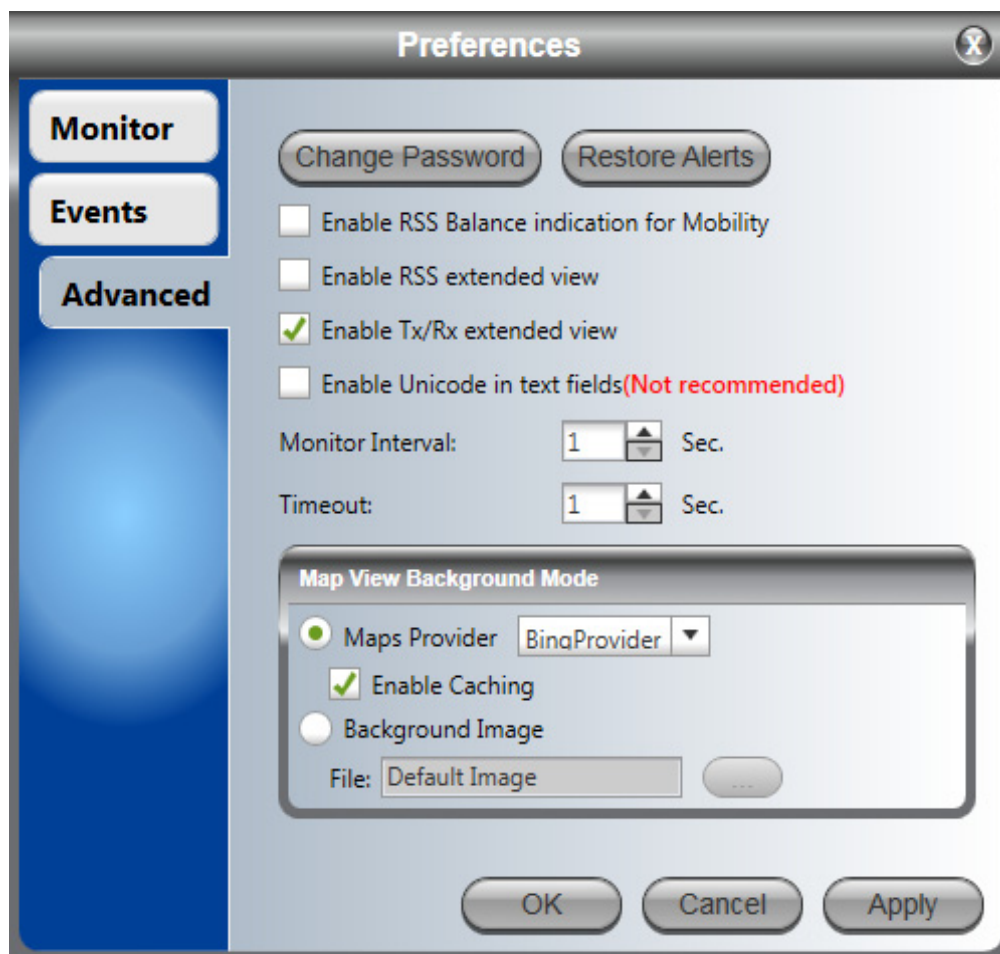 Preferences
X
Monitor
Events
Advanced
Change Password
Restore Alerts
Enable RSS Balance indication for Mobility
Enable RSS extended view
Enable Tx/Rx extended view
Enable Unicode in text fields(Not recommended)
Monitor Interval: 1 Sec.
Timeout: 1 Sec.
Map View Background Mode
Maps Provider BingProvider
Enable Caching
Background Image
File: Default Image ...
OK Cancel Apply